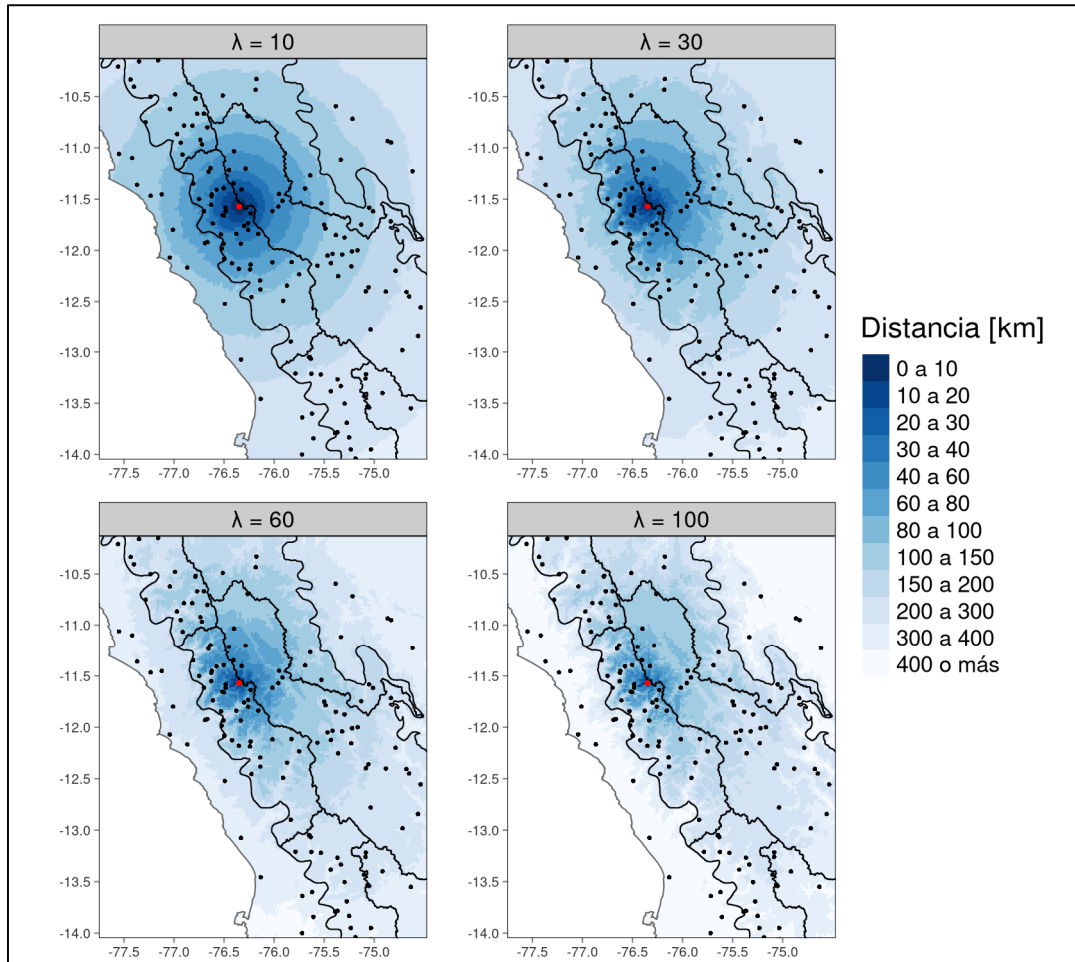 λ = 10
λ = 30
-10.5
-11.0
-11.5
-12.0
-12.5
-13.0
-13.5
-14.0
-77.5 -77.0 -76.5 -76.0 -75.5 -75.0
-10.5
-11.0
-11.5
-12.0
-12.5
-13.0
-13.5
-14.0
-77.5 -77.0 -76.5 -76.0 -75.5 -75.0
λ = 60
λ = 100
-10.5
-11.0
-11.5
-12.0
-12.5
-13.0
-13.5
-14.0
-77.5 -77.0 -76.5 -76.0 -75.5 -75.0
-10.5
-11.0
-11.5
-12.0
-12.5
-13.0
-13.5
-14.0
-77.5 -77.0 -76.5 -76.0 -75.5 -75.0
Distancia [km]
0 a 10
10 a 20
20 a 30
30 a 40
40 a 60
60 a 80
80 a 100
100 a 150
150 a 200
200 a 300
300 a 400
400 o más